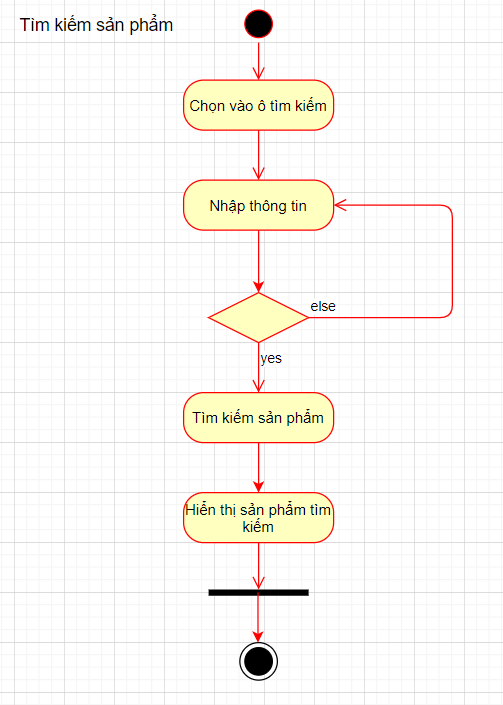 Tìm kiếm sản phẩm
Chọn vào ô tìm kiếm
Nhập thông tin
else
yes
Tìm kiếm sản phẩm
Hiển thị sản phẩm tìm
kiếm